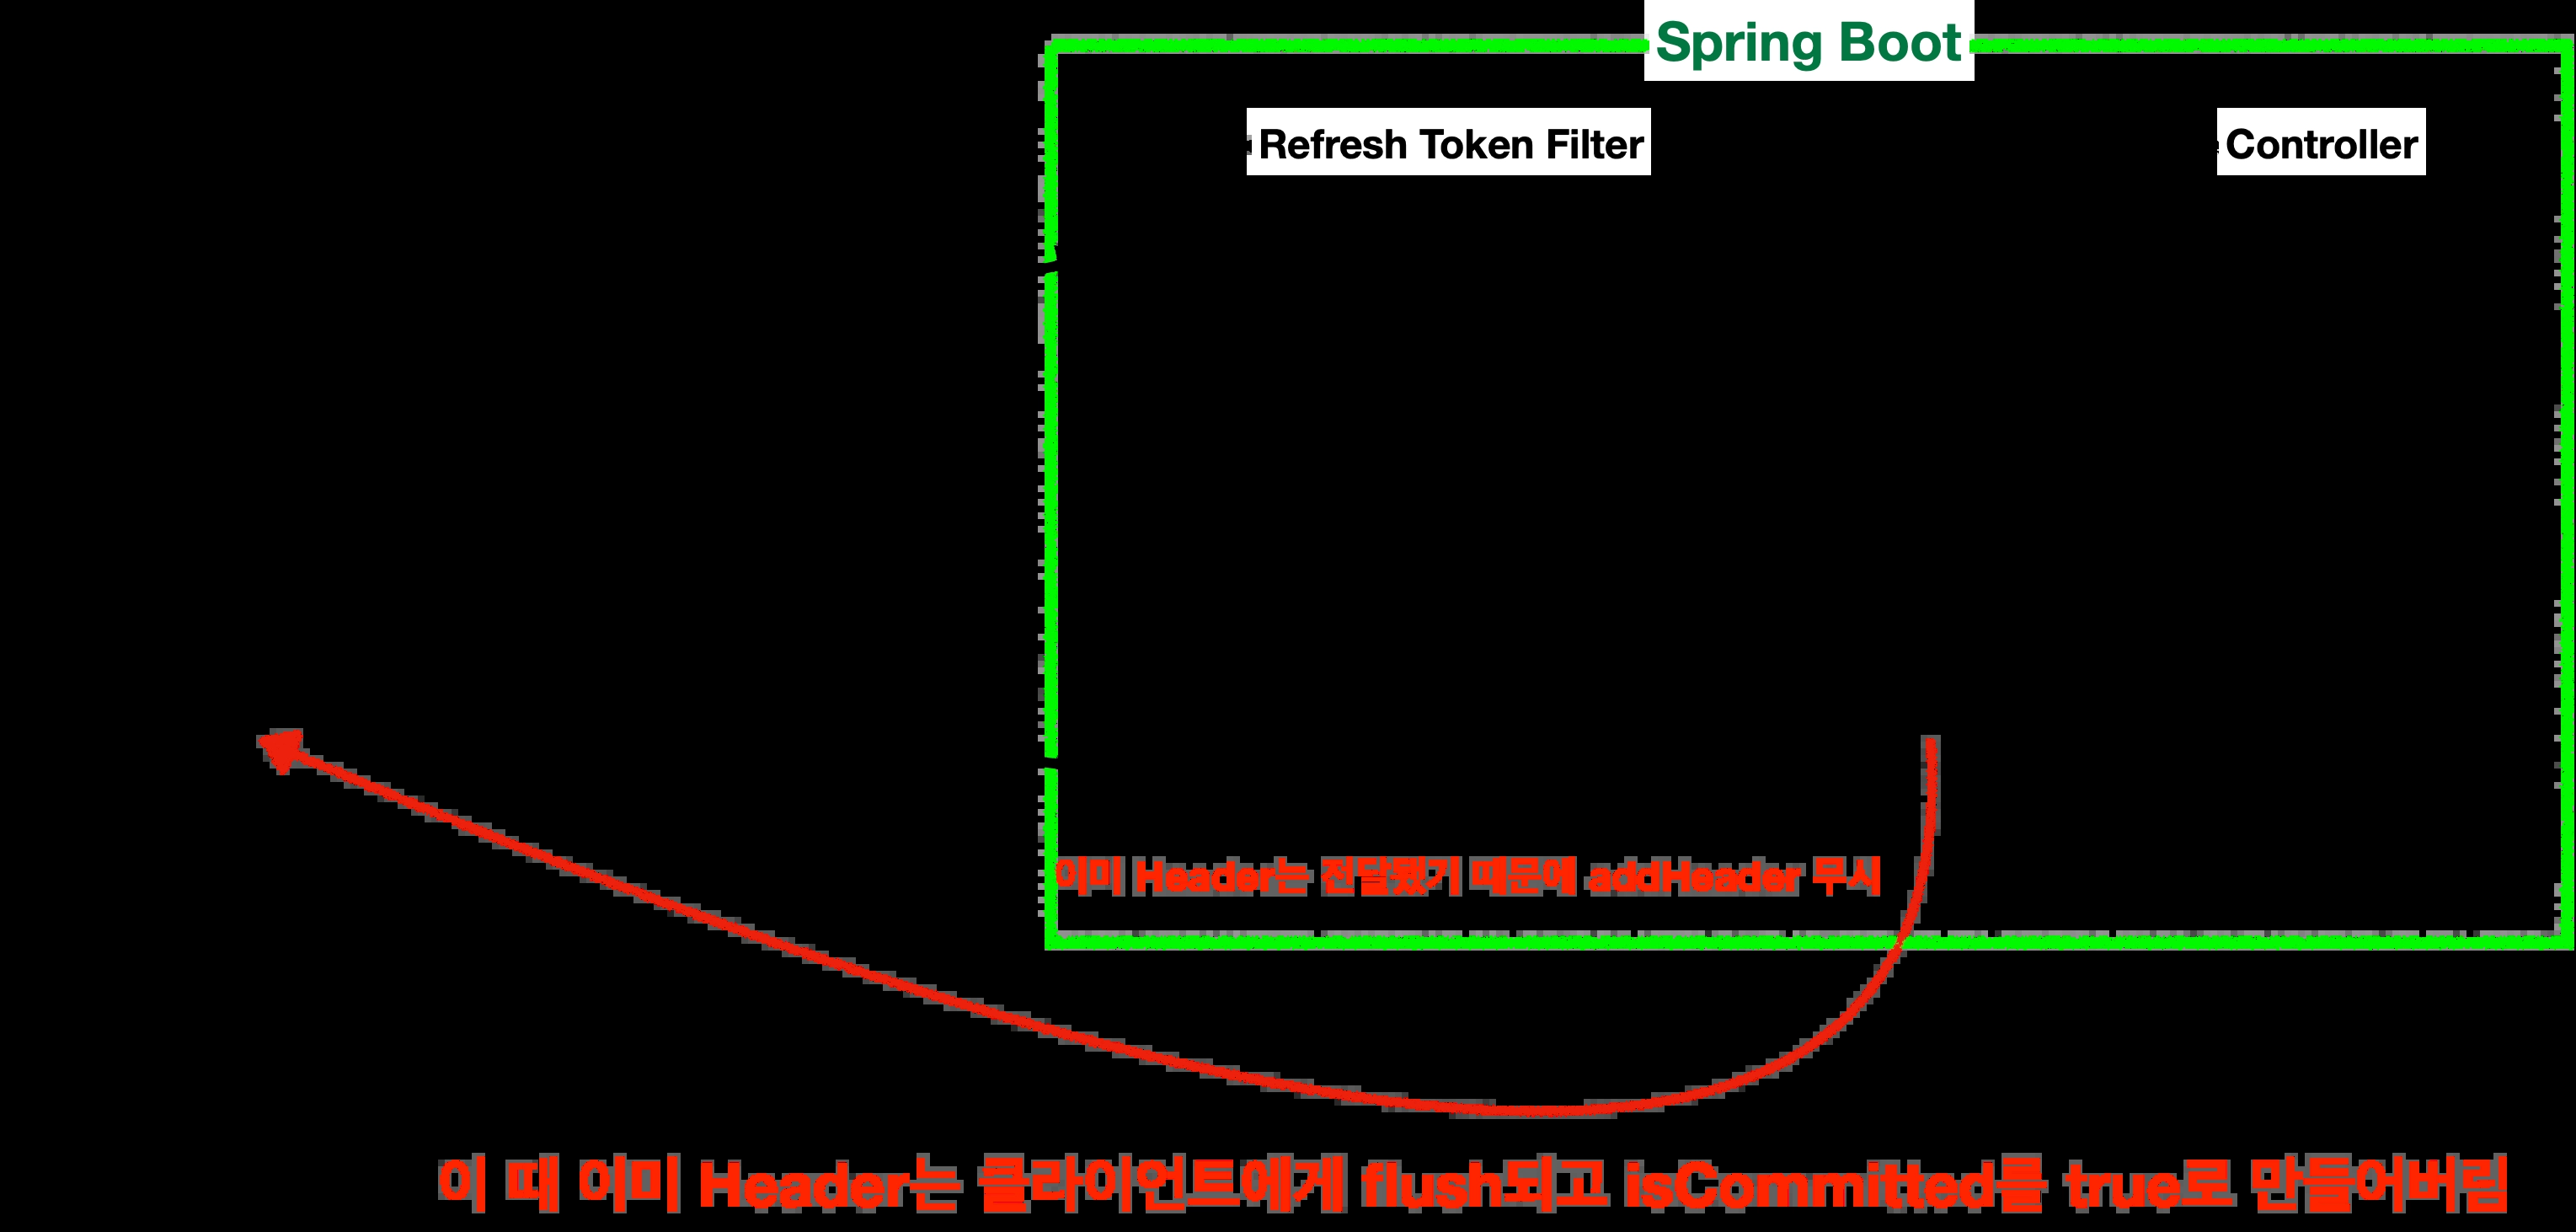 Spring Boot
Refresh Token Filter
Controller
이미 Header는 전달됐기 때문에 addHeader 무시
이 때 이미 Header는 클라이언트에게 flush되고 isCommitted를 true로 만들어버림